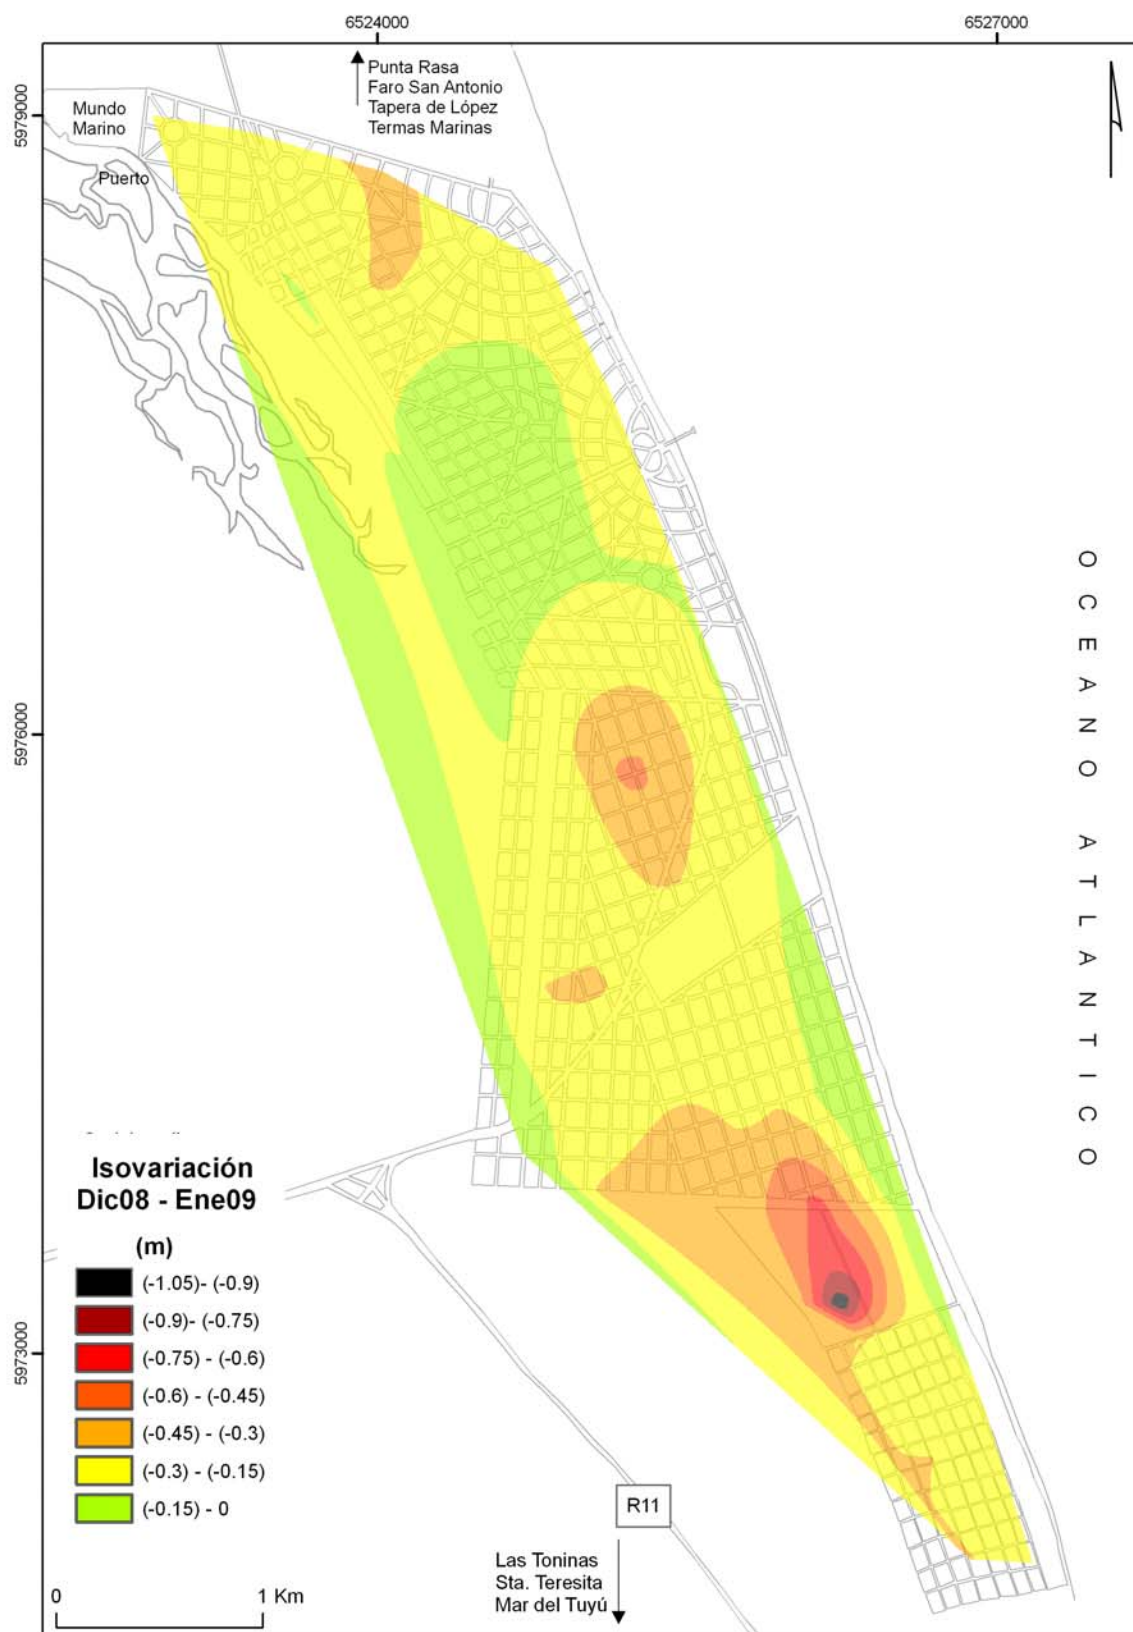 6524000
6527000
5979000
5976000
5973000
Punta Rasa
Faro San Antonio
Tapera de López
Termas Marinas
Mundo
Marino
Puerto
OCEANO ATLANTICO
Isovariación
Dic08 - Ene09
(m)
(-1.05)- (-0.9)
(-0.9)- (-0.75)
(-0.75) - (-0.6)
(-0.6) - (-0.45)
(-0.45) - (-0.3)
(-0.3) - (-0.15)
(-0.15) - 0
R11
Las Toninas
Sta. Teresita
Mar del Tuyú
0 1 Km